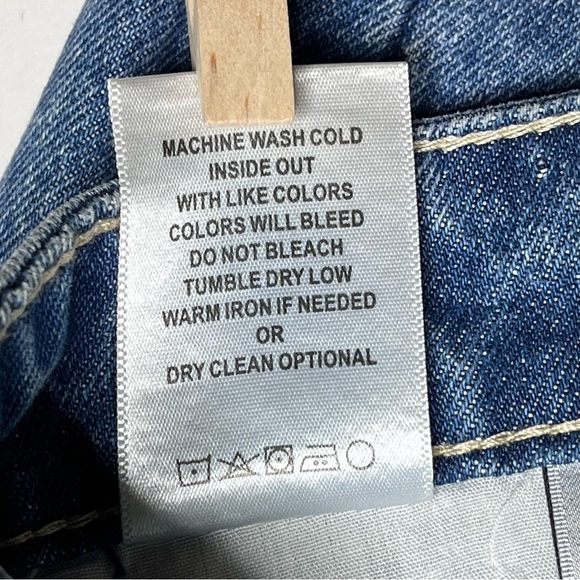 MACHINE WASH COLD
INSIDE OUT
WITH LIKE COLORS
COLORS WILL BLEED
DO NOT BLEACH
TUMBLE DRY LOW
WARM IRON IF NEEDED
OR
DRY CLEAN OPTIONAL